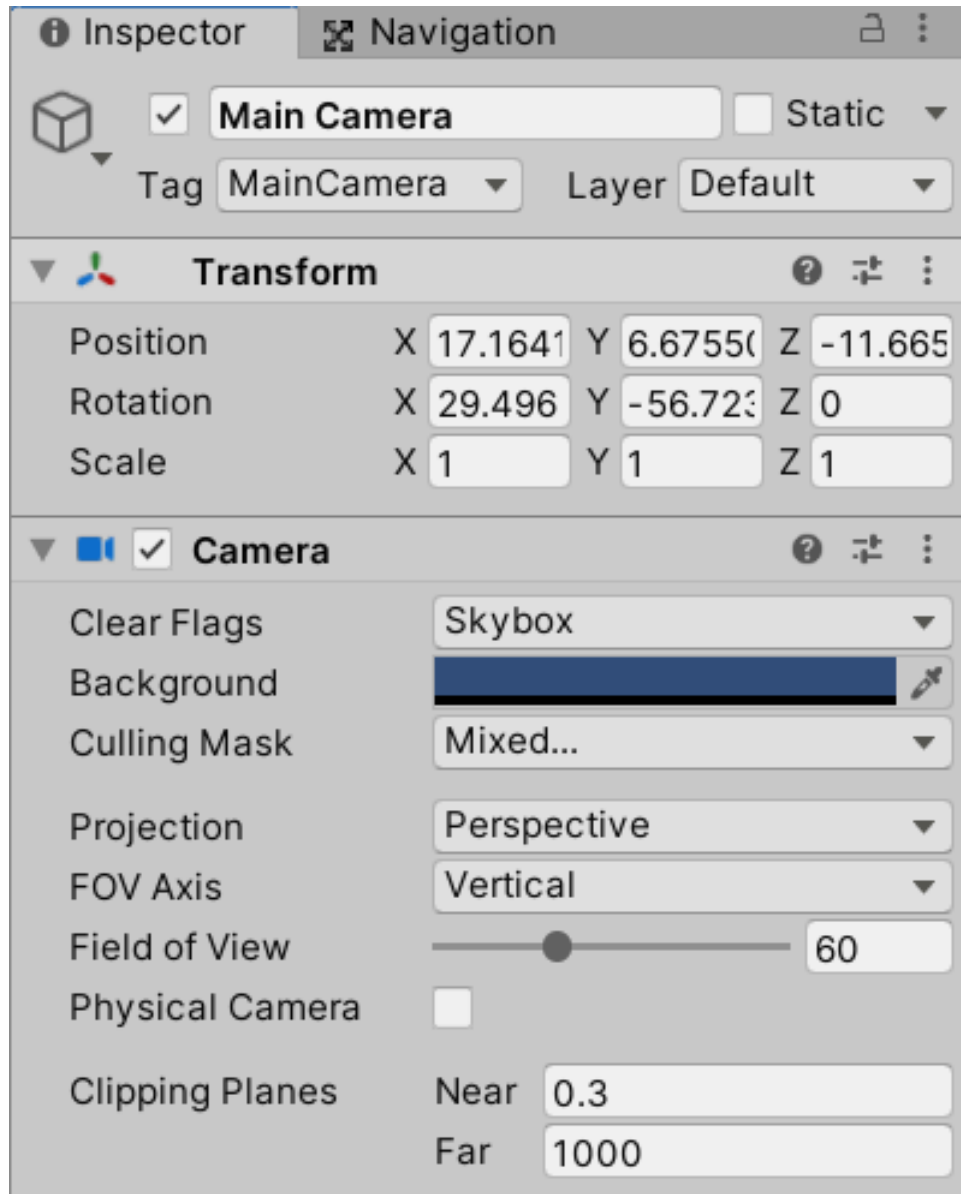 Inspector Navigation
Main Camera Static
Tag MainCamera Layer Default
Transform
Position X 17.1641 Y 6.6755 Z -11.665
Rotation X 29.496 Y -56.723 Z 0
Scale X 1 Y 1 Z 1
Camera
Clear Flags Skybox
Background
Culling Mask Mixed...
Projection Perspective
FOV Axis Vertical
Field of View 60
Physical Camera
Clipping Planes Near 0.3
Far 1000